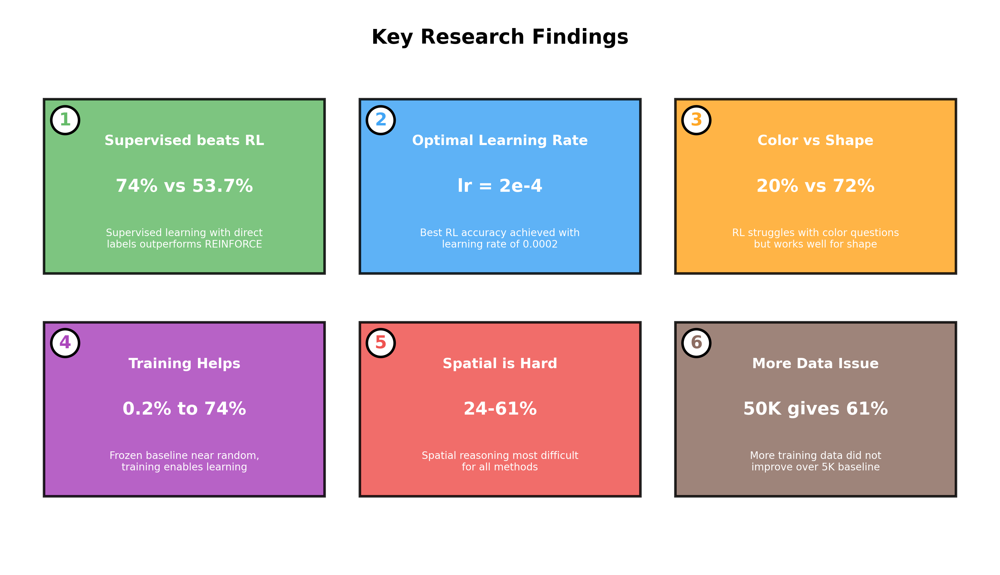 Key Research Findings
1
Supervised beats RL
74% vs 53.7%
Supervised learning with direct
labels outperforms REINFORCE
2
Optimal Learning Rate
lr = 2e-4
Best RL accuracy achieved with
learning rate of 0.0002
3
Color vs Shape
20% vs 72%
RL struggles with color questions
but works well for shape
4
Training Helps
0.2% to 74%
Frozen baseline near random,
training enables learning
5
Spatial is Hard
24-61%
Spatial reasoning most difficult
for all methods
6
More Data Issue
50K gives 61%
More training data did not
improve over 5K baseline